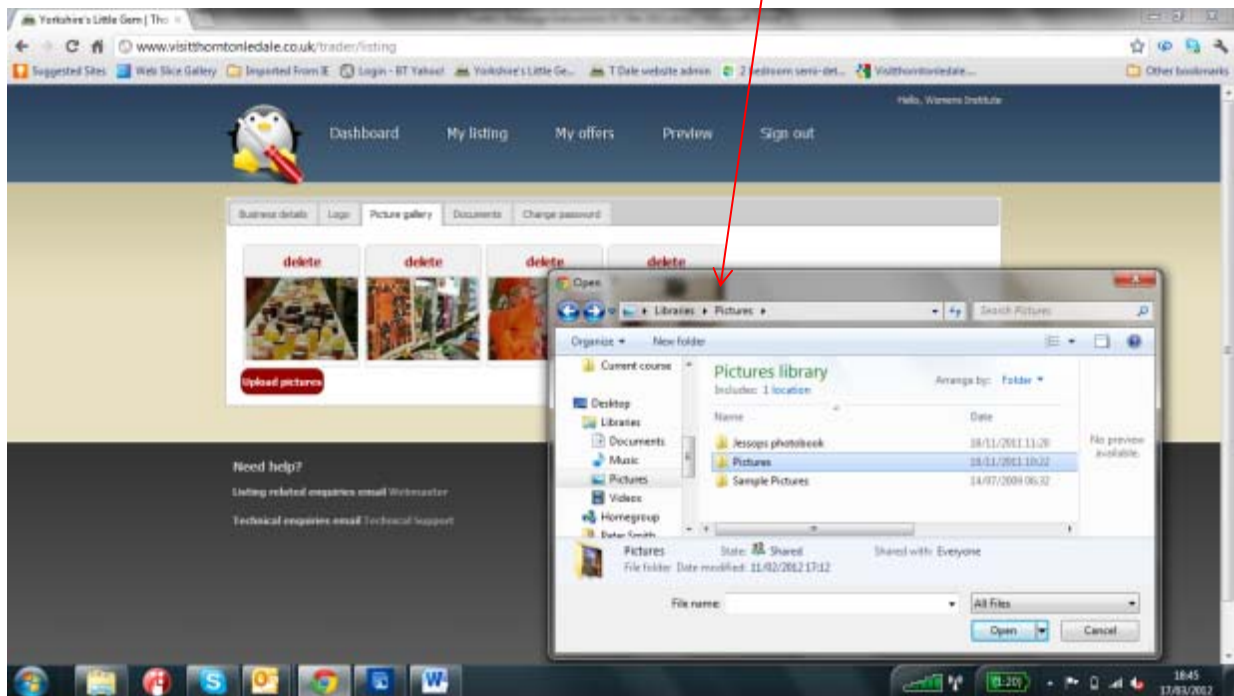 Yorkshire's Little Gem | Tho
www.visitthorntonledale.co.uk/trader/listing
Suggested Sites Web Slice Gallery Imported From IE Login - BT Yahoo! Yorkshire's Little Ge... T Dale website admin 2 bedroom semi-det... Visitthorntonledale... Other bookmarks
Hello, Womens Institute
Dashboard My listing My offers Preview Sign out
Business details Logo Picture gallery Documents Change password
delete delete delete delete
Upload pictures
Need help?
Listing related enquiries email Webmaster
Technical enquiries email Technical Support
Open
Libraries Pictures
Search Pictures
Organize New folder
Current course
Desktop
Libraries
Documents
Music
Pictures
Videos
Homegroup
Peter Smith
Pictures library
Includes: 1 location
Arrange by: Folder
Name Date
Jessops photobook 18/11/2011 11:20
Pictures 18/11/2011 10:22
Sample Pictures 14/07/2009 06:32
No preview available.
Pictures State: Shared Shared with: Everyone
File folder Date modified: 11/02/2012 17:12
File name: All Files
Open Cancel
(1:20)
18:45
17/03/2012